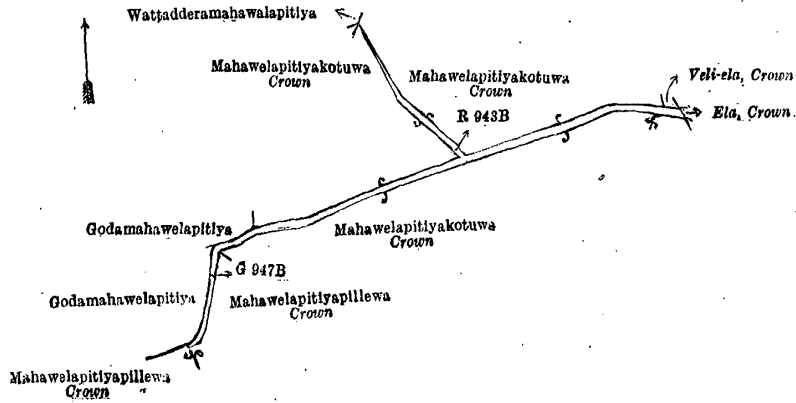 Wattadderamahawalapitiya
Mahawelapitiyakotuwa
Crown
Mahawelapitiyakotuwa
Crown
Veli-ela, Crown
Ela, Crown.
R 943B
Godamahawelapitiya
Mahawelapitiyakotuwa
Crown
G 947B
Godamahawelapitiya
Mahawelapitiyapillewa
Crown
Mahawelapitiyapillewa
Crown